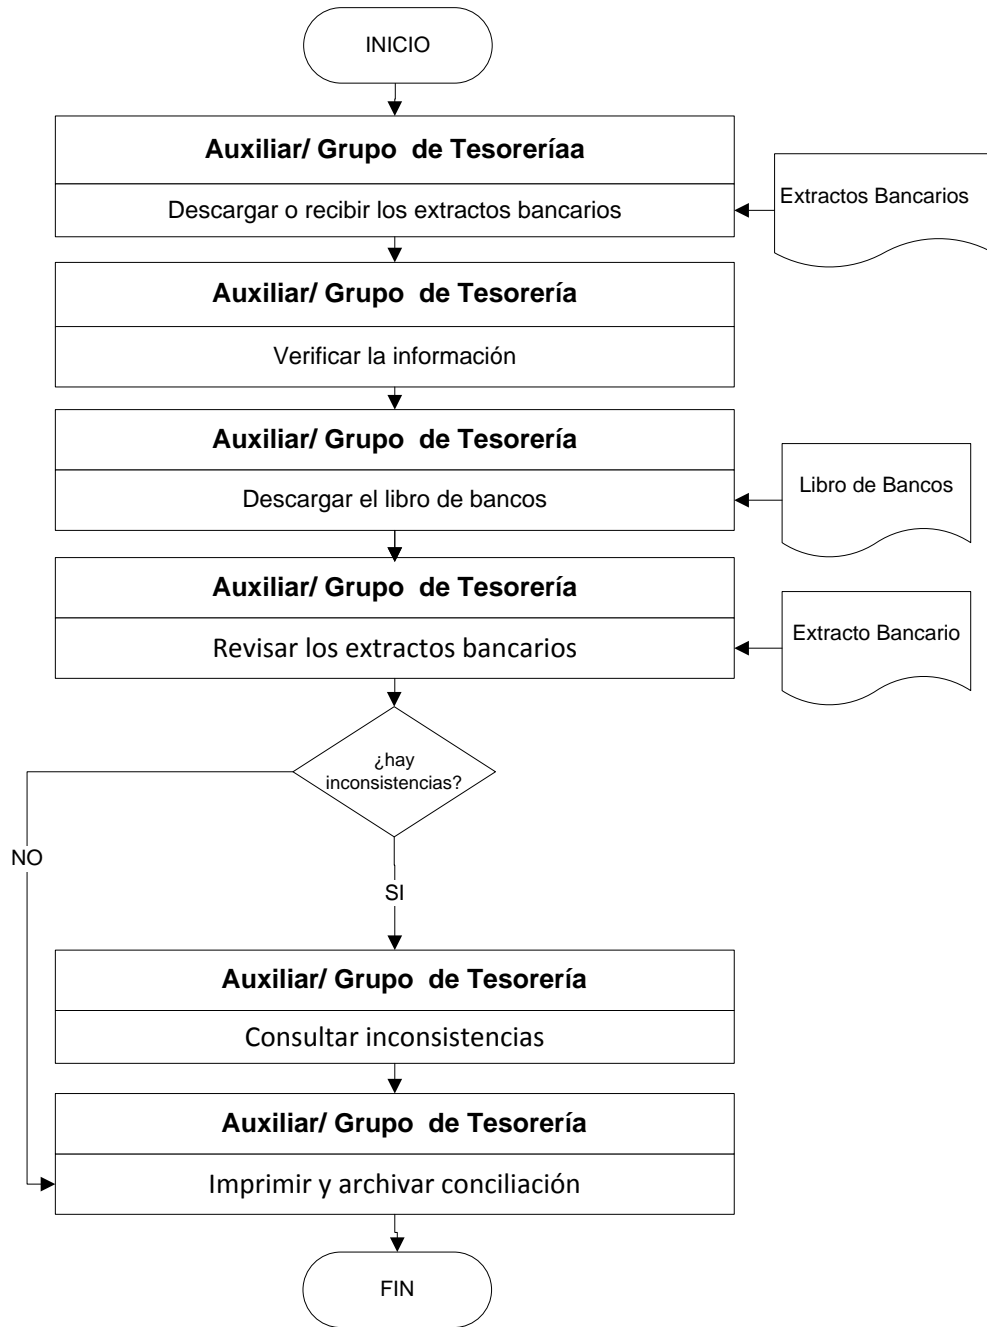 INICIO
Auxiliar/ Grupo de Tesoreríaa
Descargar o recibir los extractos bancarios
Extractos Bancarios
Auxiliar/ Grupo de Tesorería
Verificar la información
Auxiliar/ Grupo de Tesorería
Descargar el libro de bancos
Libro de Bancos
Auxiliar/ Grupo de Tesorería
Revisar los extractos bancarios
Extracto Bancario
¿hay
inconsistencias?
NO
SI
Auxiliar/ Grupo de Tesorería
Consultar inconsistencias
Auxiliar/ Grupo de Tesorería
Imprimir y archivar conciliación
FIN